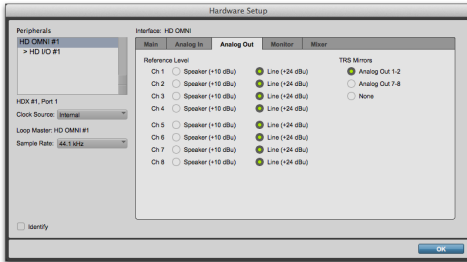 Hardware Setup
Peripherals
HD OMNI #1
> HD I/O #1
HDX #1, Port 1
Clock Source: Internal
Loop Master: HD OMNI #1
Sample Rate: 44.1 kHz
Identify
Interface: HD OMNI
Main Analog In Analog Out Monitor Mixer
Reference Level
Ch 1 Speaker (+10 dBu) Line (+24 dBu)
Ch 2 Speaker (+10 dBu) Line (+24 dBu)
Ch 3 Speaker (+10 dBu) Line (+24 dBu)
Ch 4 Speaker (+10 dBu) Line (+24 dBu)
Ch 5 Speaker (+10 dBu) Line (+24 dBu)
Ch 6 Speaker (+10 dBu) Line (+24 dBu)
Ch 7 Speaker (+10 dBu) Line (+24 dBu)
Ch 8 Speaker (+10 dBu) Line (+24 dBu)
TRS Mirrors
Analog Out 1-2
Analog Out 7-8
None
OK